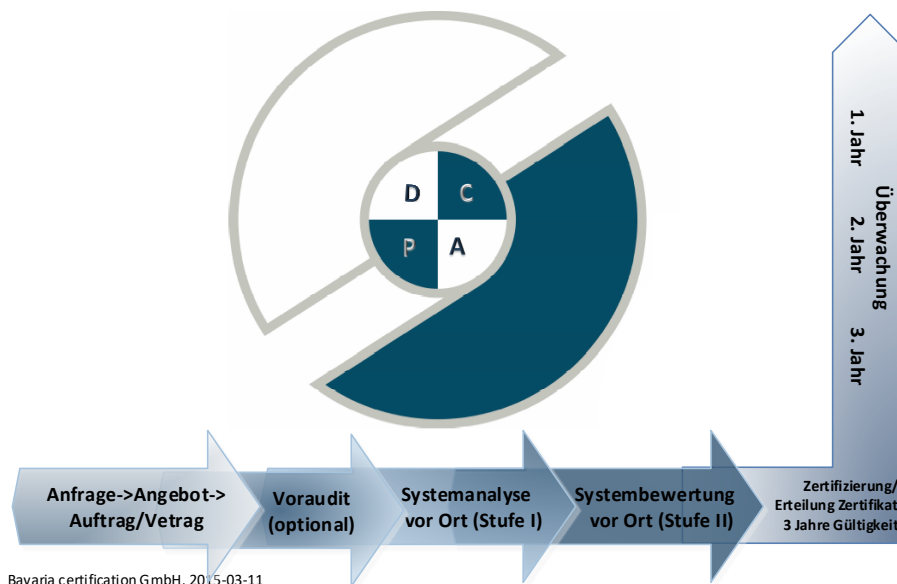 D C
P A
1. Jahr
2. Jahr
3. Jahr
Überwachung
Anfrage->Angebot->
Auftrag/Vetrag
Voraudit
(optional)
Systemanalyse
vor Ort (Stufe I)
Systembewertung
vor Ort (Stufe II)
Zertifizierung/
Erteilung Zertifikat
3 Jahre Gültigkeit
Bavaria certification GmbH, 2015-03-11